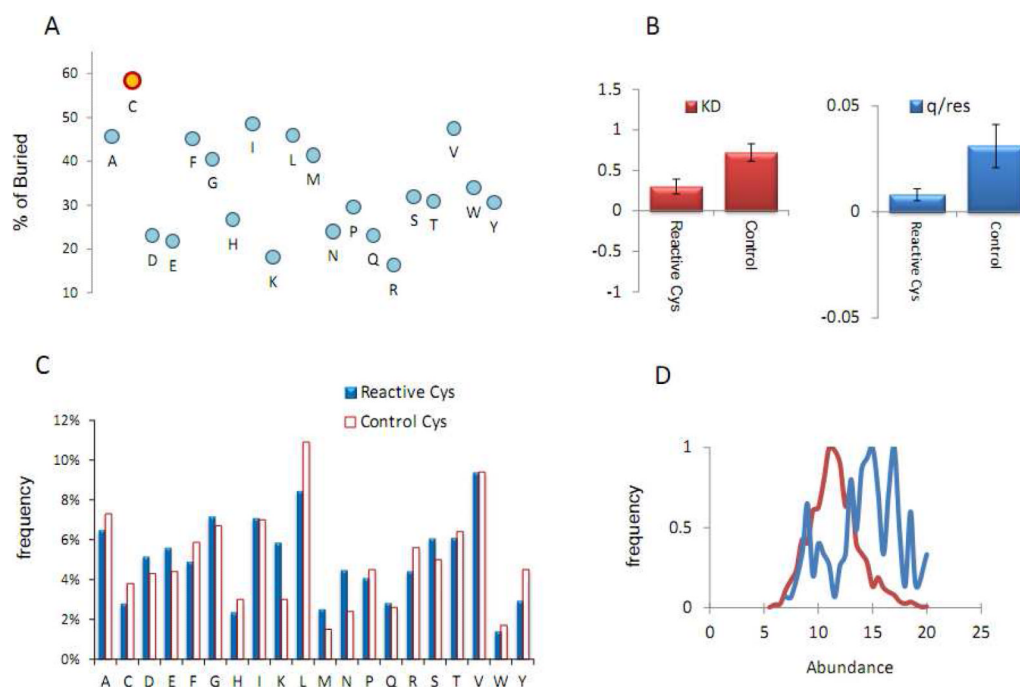 A
% of Buried
60
50
40
30
20
10
A
C
D
E
F
G
H
I
K
L
M
N
P
Q
R
S
T
V
W
Y
B
1.5
1
0.5
0
-0.5
-1
KD
Reactive Cys
Control
0.05
0
-0.05
q/res
Reactive Cys
Control
C
Reactive Cys
Control Cys
frequency
12%
10%
8%
6%
4%
2%
0%
A C D E F G H I K L M N P Q R S T V W Y
D
frequency
1
0.5
0
0 5 10 15 20 25
Abundance